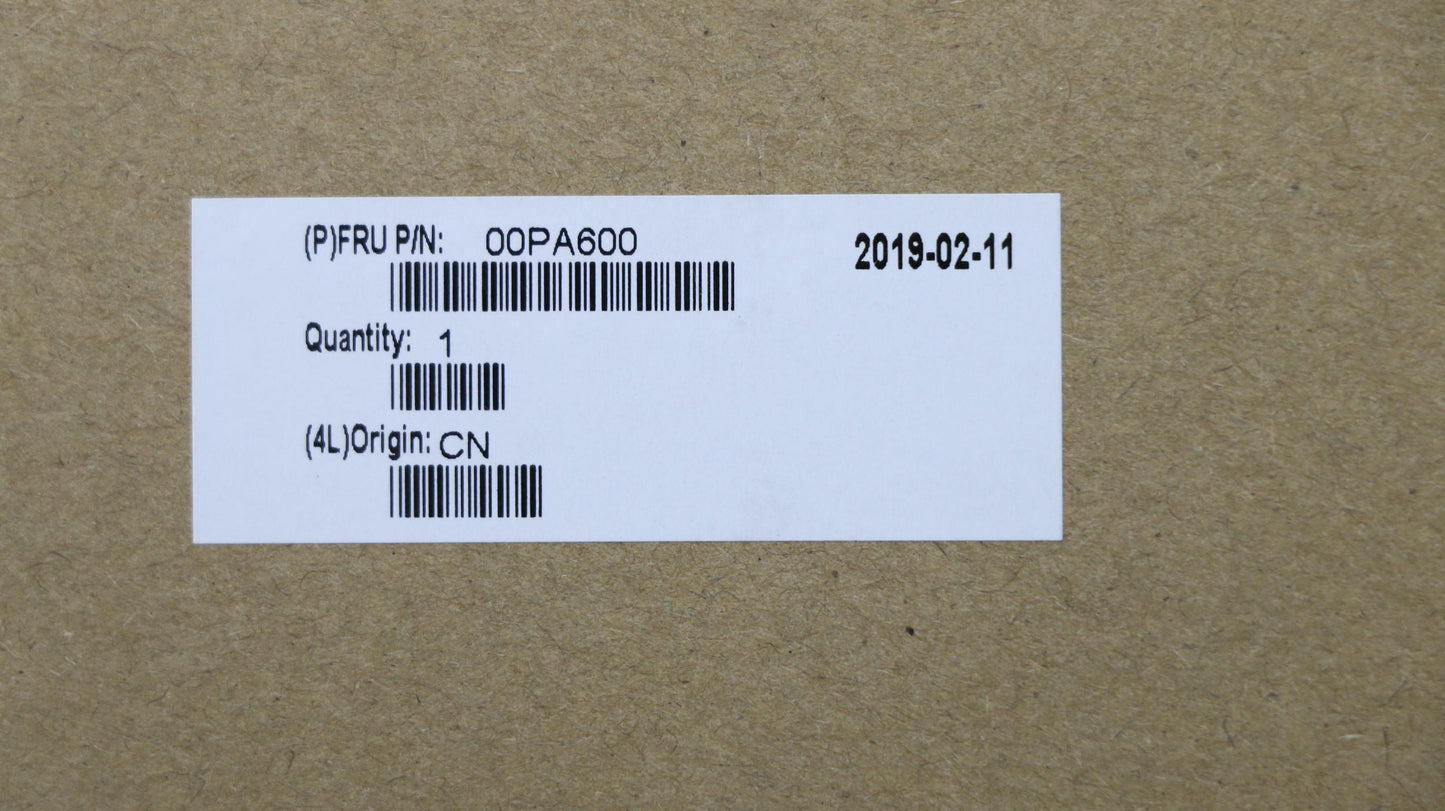 (P)FRU P/N: 00PA600
2019-02-11
Quantity: 1
(4L)Origin: CN